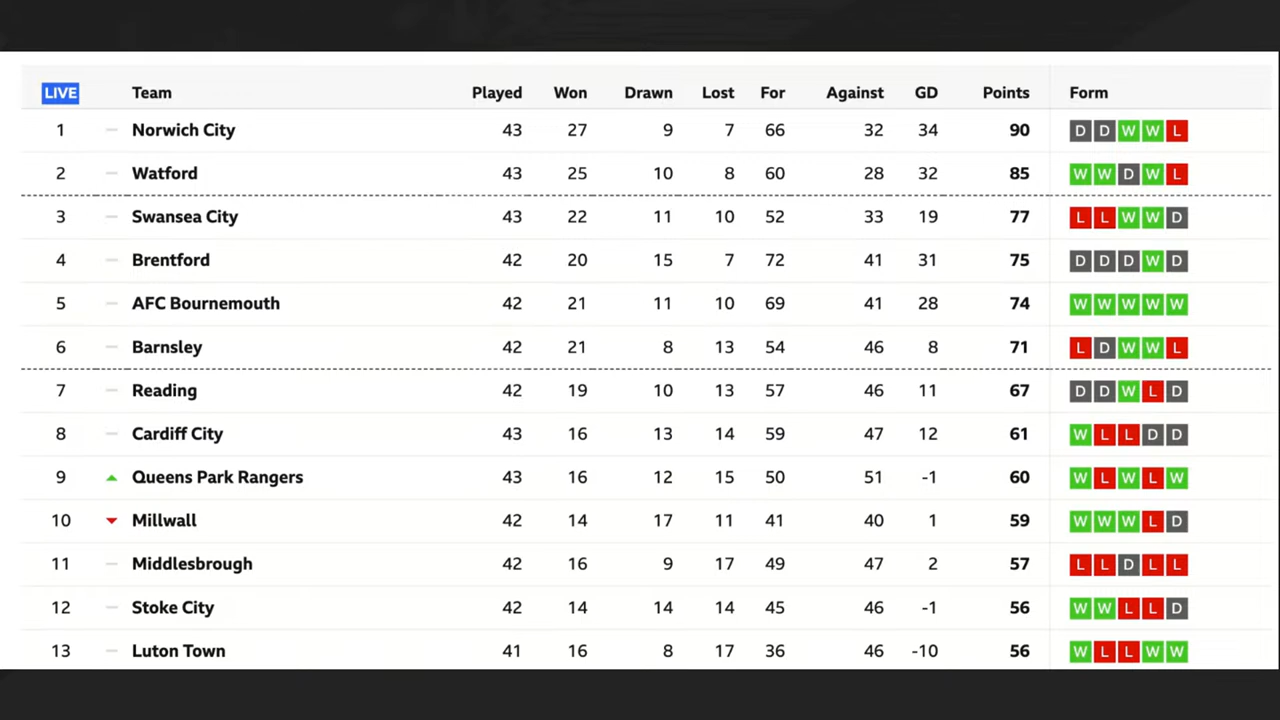 LIVE Team Played Won Drawn Lost For Against GD Points Form
1 Norwich City 43 27 9 7 66 32 34 90 D D W W L
2 Watford 43 25 10 8 60 28 32 85 W W D W L
3 Swansea City 43 22 11 10 52 33 19 77 L L W W D
4 Brentford 42 20 15 7 72 41 31 75 D D D W D
5 AFC Bournemouth 42 21 11 10 69 41 28 74 W W W W W
6 Barnsley 42 21 8 13 54 46 8 71 L D W W L
7 Reading 42 19 10 13 57 46 11 67 D D W L D
8 Cardiff City 43 16 13 14 59 47 12 61 W L L D D
9 Queens Park Rangers 43 16 12 15 50 51 -1 60 W L W L W
10 Millwall 42 14 17 11 41 40 1 59 W W W L D
11 Middlesbrough 42 16 9 17 49 47 2 57 L L D L L
12 Stoke City 42 14 14 14 45 46 -1 56 W W L L D
13 Luton Town 41 16 8 17 36 46 -10 56 W L L W W